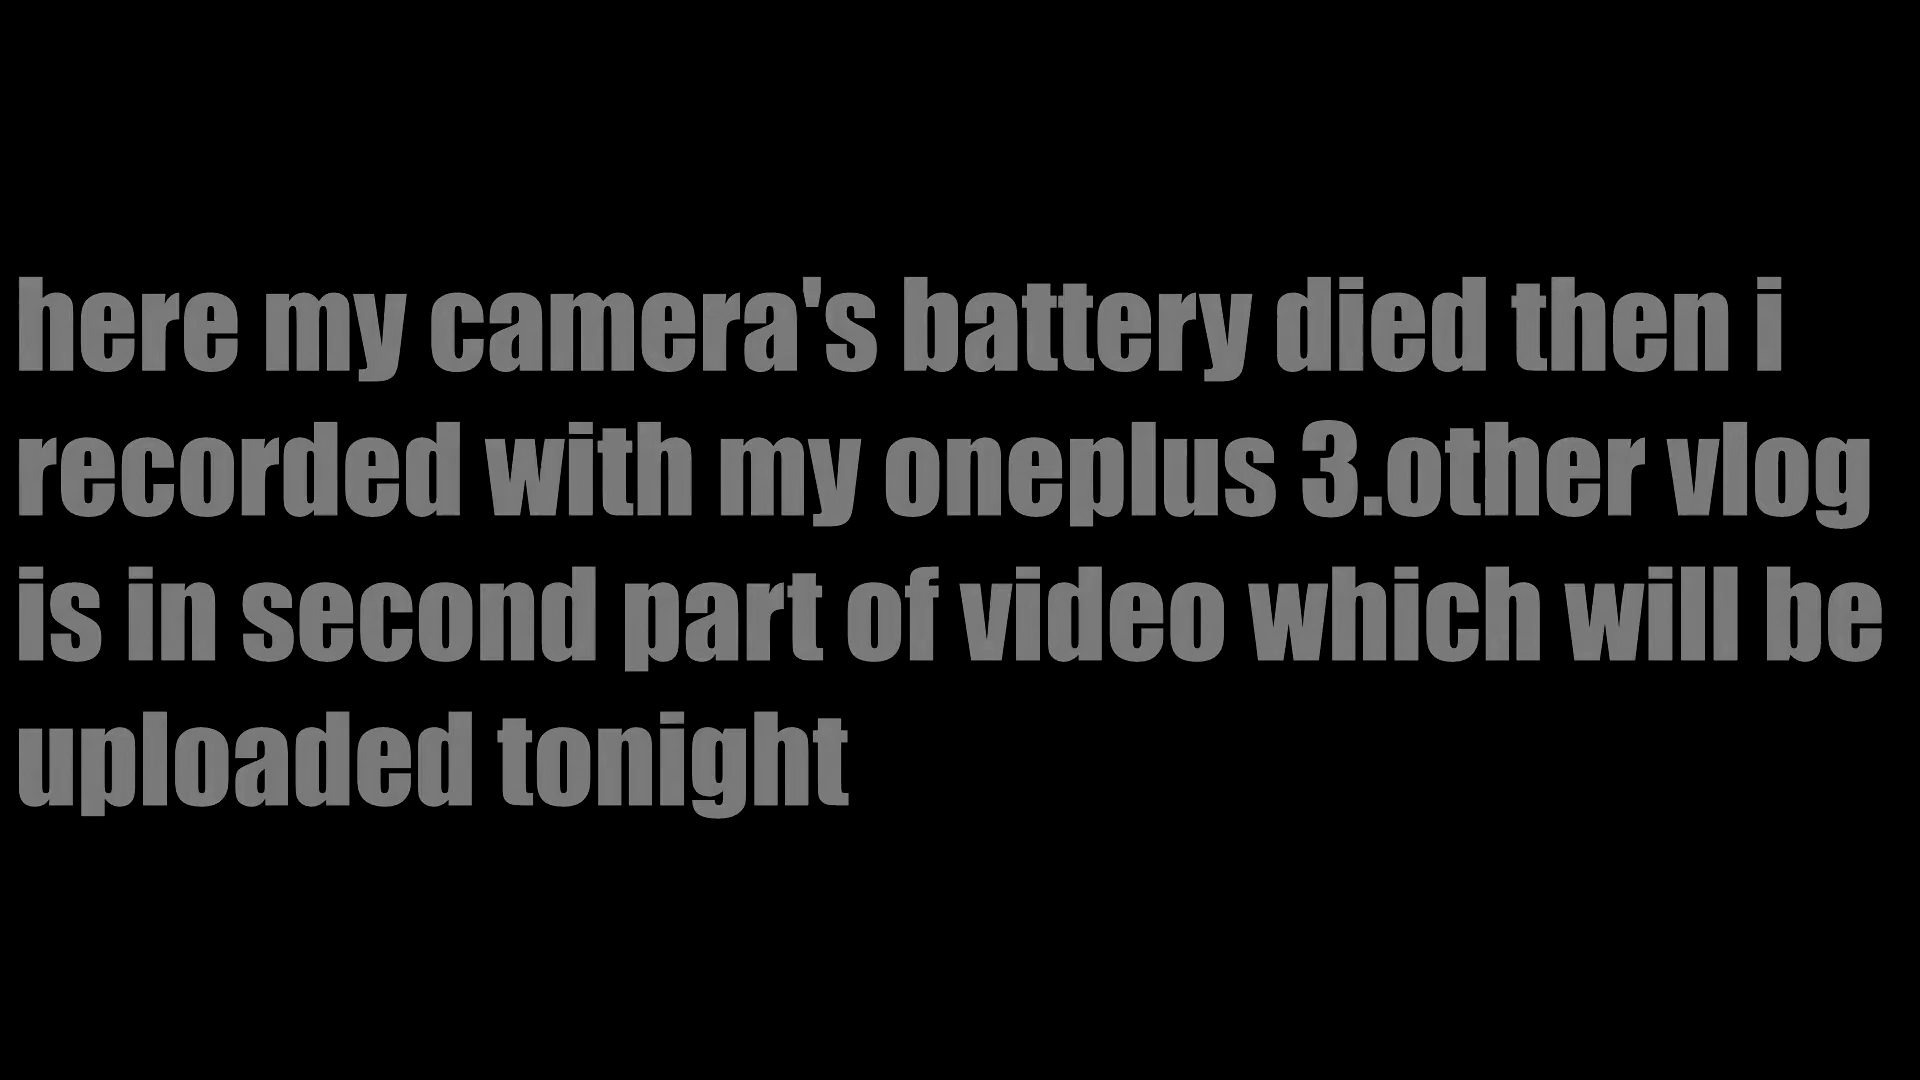 here my camera's battery died then i
recorded with my oneplus 3.other vlog
is in second part of video which will be
uploaded tonight